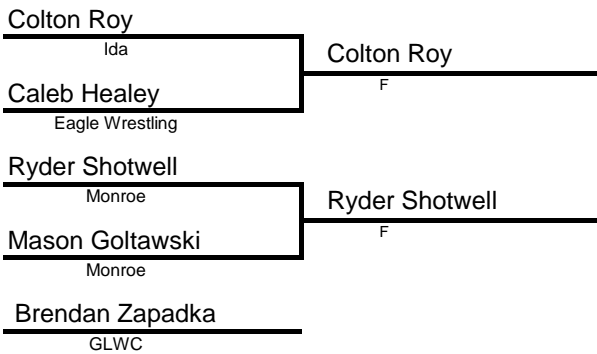 Colton Roy
Ida
Colton Roy
F
Caleb Healey
Eagle Wrestling
Ryder Shotwell
Monroe
Ryder Shotwell
F
Mason Goltawski
Monroe
Brendan Zapadka
GLWC